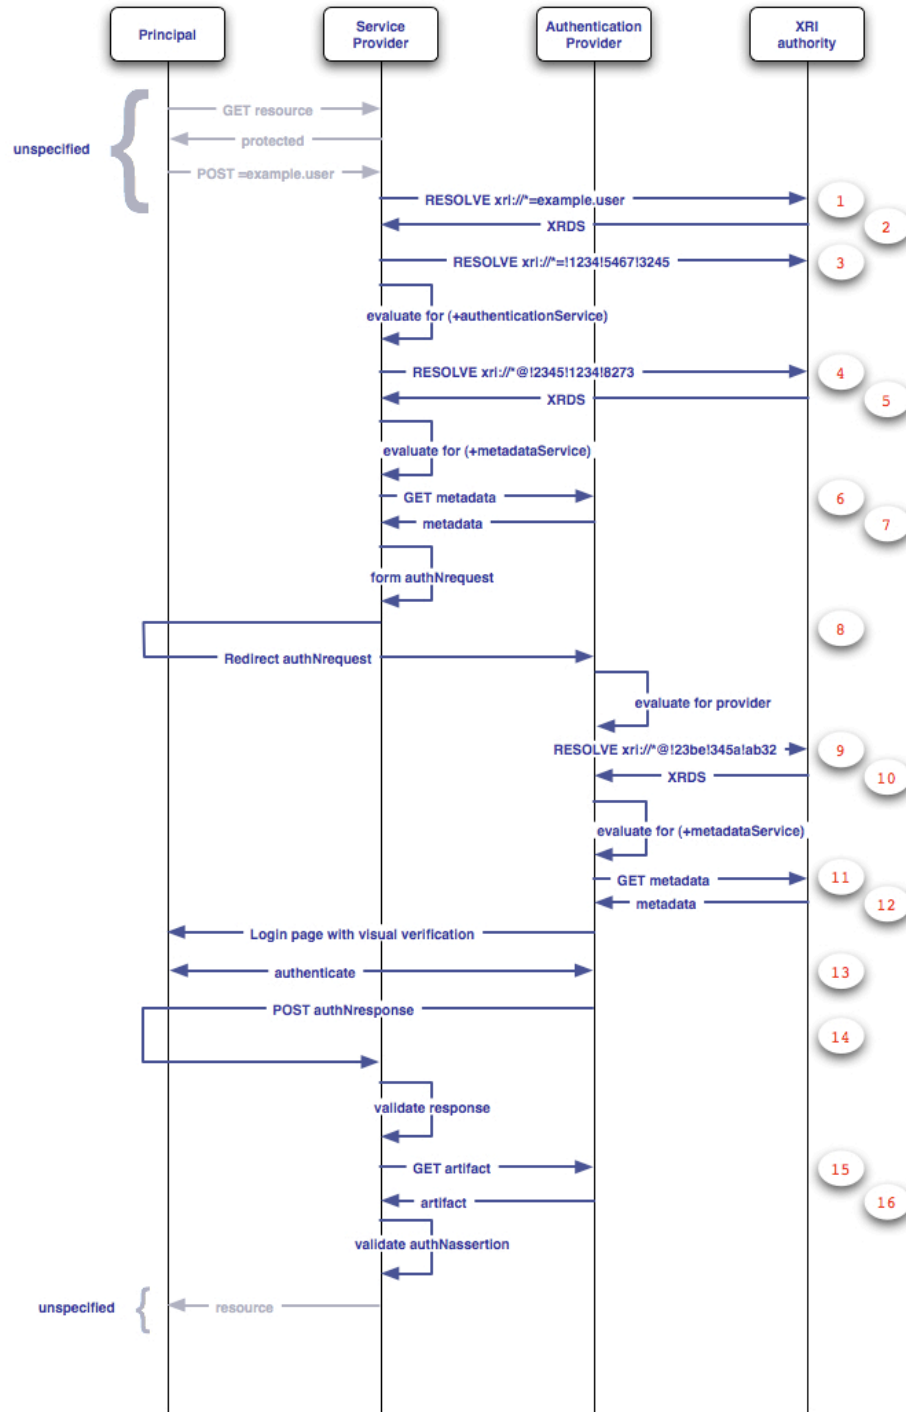 Principal
Service
Provider
Authentication
Provider
XRI
authority
GET resource
unspecified
protected
POST =example.user
RESOLVE xri://*=example.user
1
XRDS
2
RESOLVE xri://*=!1234!5467!3245
3
evaluate for (+authenticationService)
RESOLVE xri://*@!2345!1234!8273
4
XRDS
5
evaluate for (+metadataService)
GET metadata
6
metadata
7
form authNrequest
8
Redirect authNrequest
evaluate for provider
RESOLVE xri://*@!23be!345a!ab32
9
XRDS
10
evaluate for (+metadataService)
GET metadata
11
metadata
12
Login page with visual verification
authenticate
13
POST authNresponse
14
validate response
GET artifact
15
artifact
16
validate authNassertion
unspecified
resource